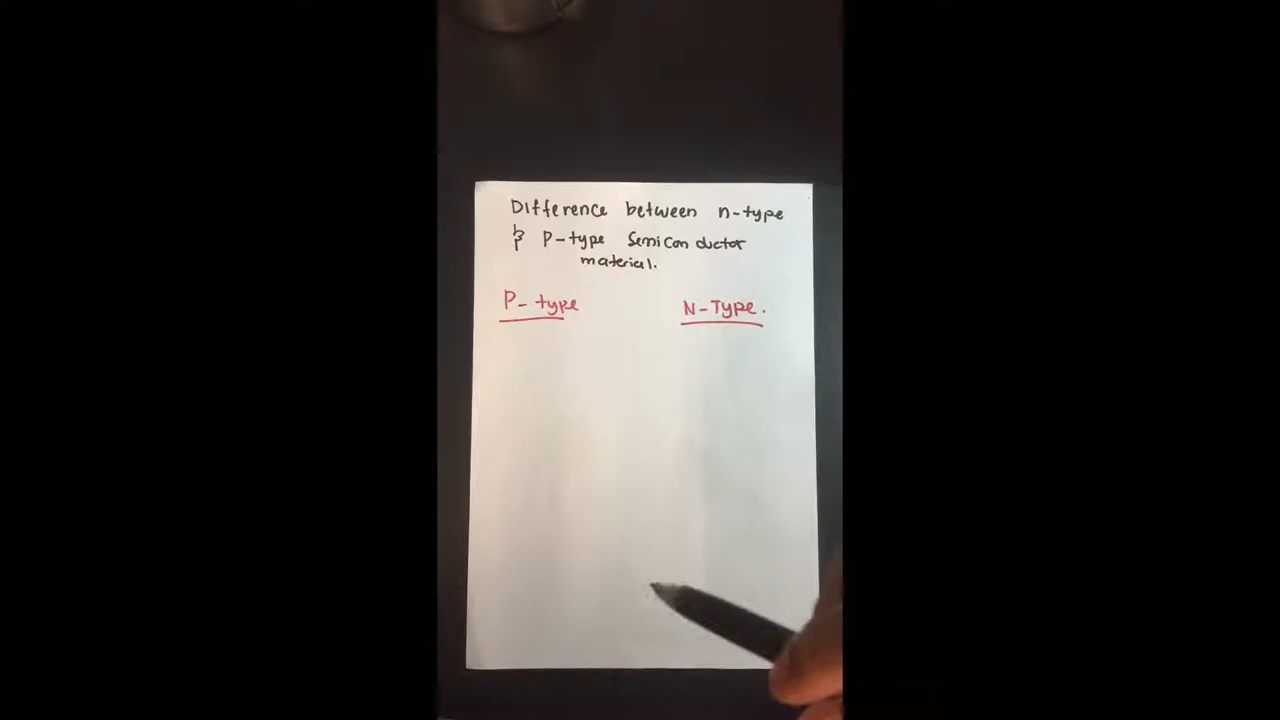 Difference between n-type
& P-type Semiconductor
material.
P-type
N-Type.